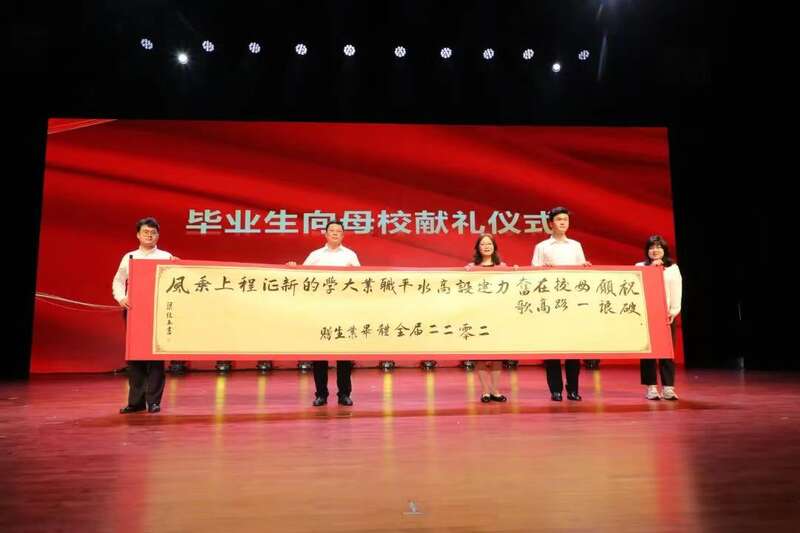 毕业生向母校献礼仪式
祝願母校在奮力建設高水平職業大學的新征程上乘風
破浪一路高歌
二零二二届全體畢業生